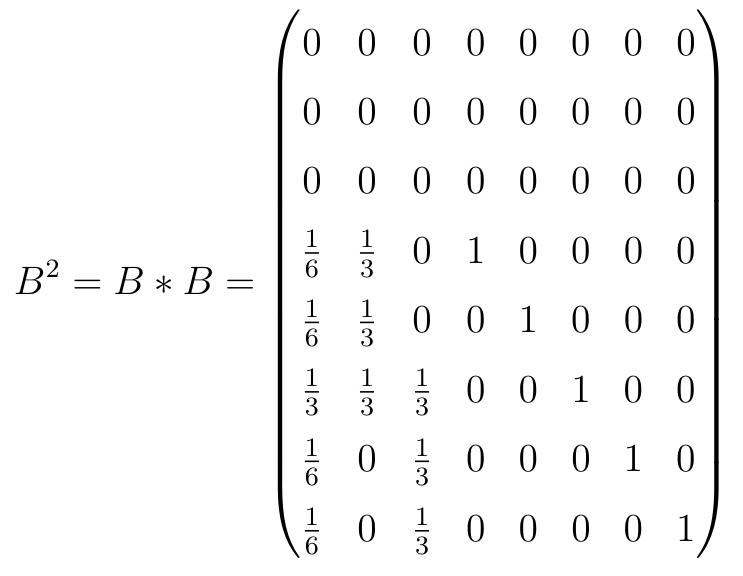 0 0 0 0 0 0 0 0
0 0 0 0 0 0 0 0
0 0 0 0 0 0 0 0
1/6 1/3 0 1 0 0 0 0
B² = B ∗ B =
1/6 1/3 0 0 1 0 0 0
1/3 1/3 1/3 0 0 1 0 0
1/6 0 1/3 0 0 0 1 0
1/6 0 1/3 0 0 0 0 1